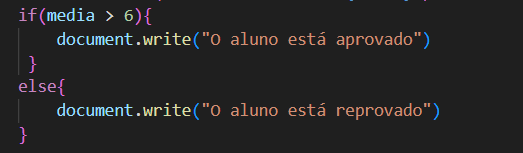 if(media > 6){
document.write("O aluno está aprovado")
}
else{
document.write("O aluno está reprovado")
}